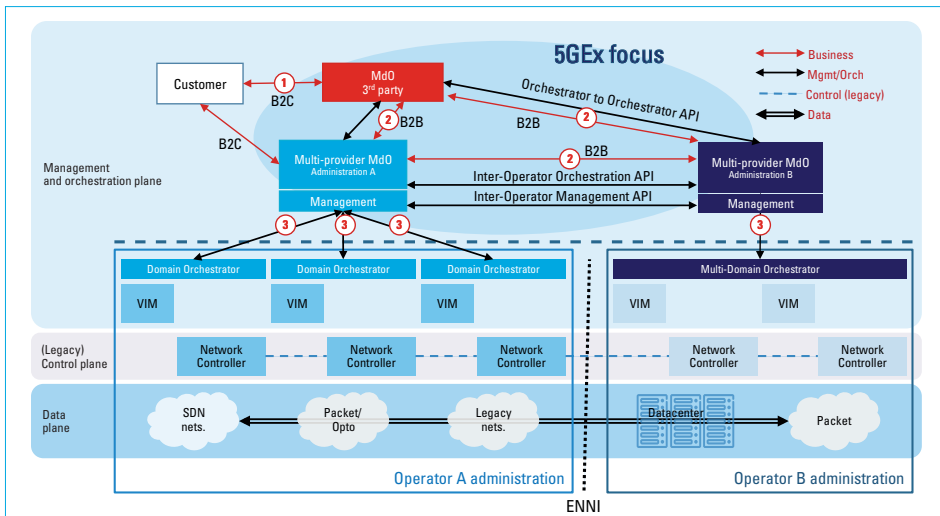 5GEx focus
Business
Mgmt/Orch
Control (legacy)
Data
Customer
1
B2C
MdO
3rd party
Orchestrator to Orchestrator API
2
B2B
2
B2B
B2C
Management
and orchestration plane
Multi-provider MdO
Administration A
Management
2
B2B
Inter-Operator Orchestration API
Inter-Operator Management API
Multi-provider MdO
Administration B
Management
3
3
3
3
Domain Orchestrator
Domain Orchestrator
Domain Orchestrator
Multi-Domain Orchestrator
VIM
VIM
VIM
VIM
VIM
(Legacy)
Control plane
Network
Controller
Network
Controller
Network
Controller
Network
Controller
Network
Controller
Data
plane
SDN
nets.
Packet/
Opto
Legacy
nets.
Datacenter
Packet
Operator A administration
Operator B administration
ENNI